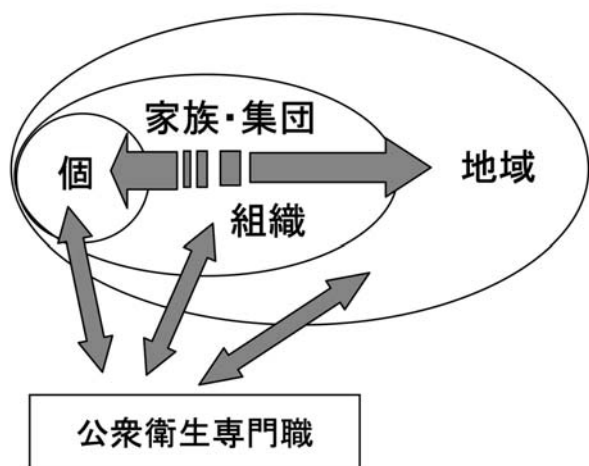 家族・集団
個
地域
組織
公衆衛生専門職